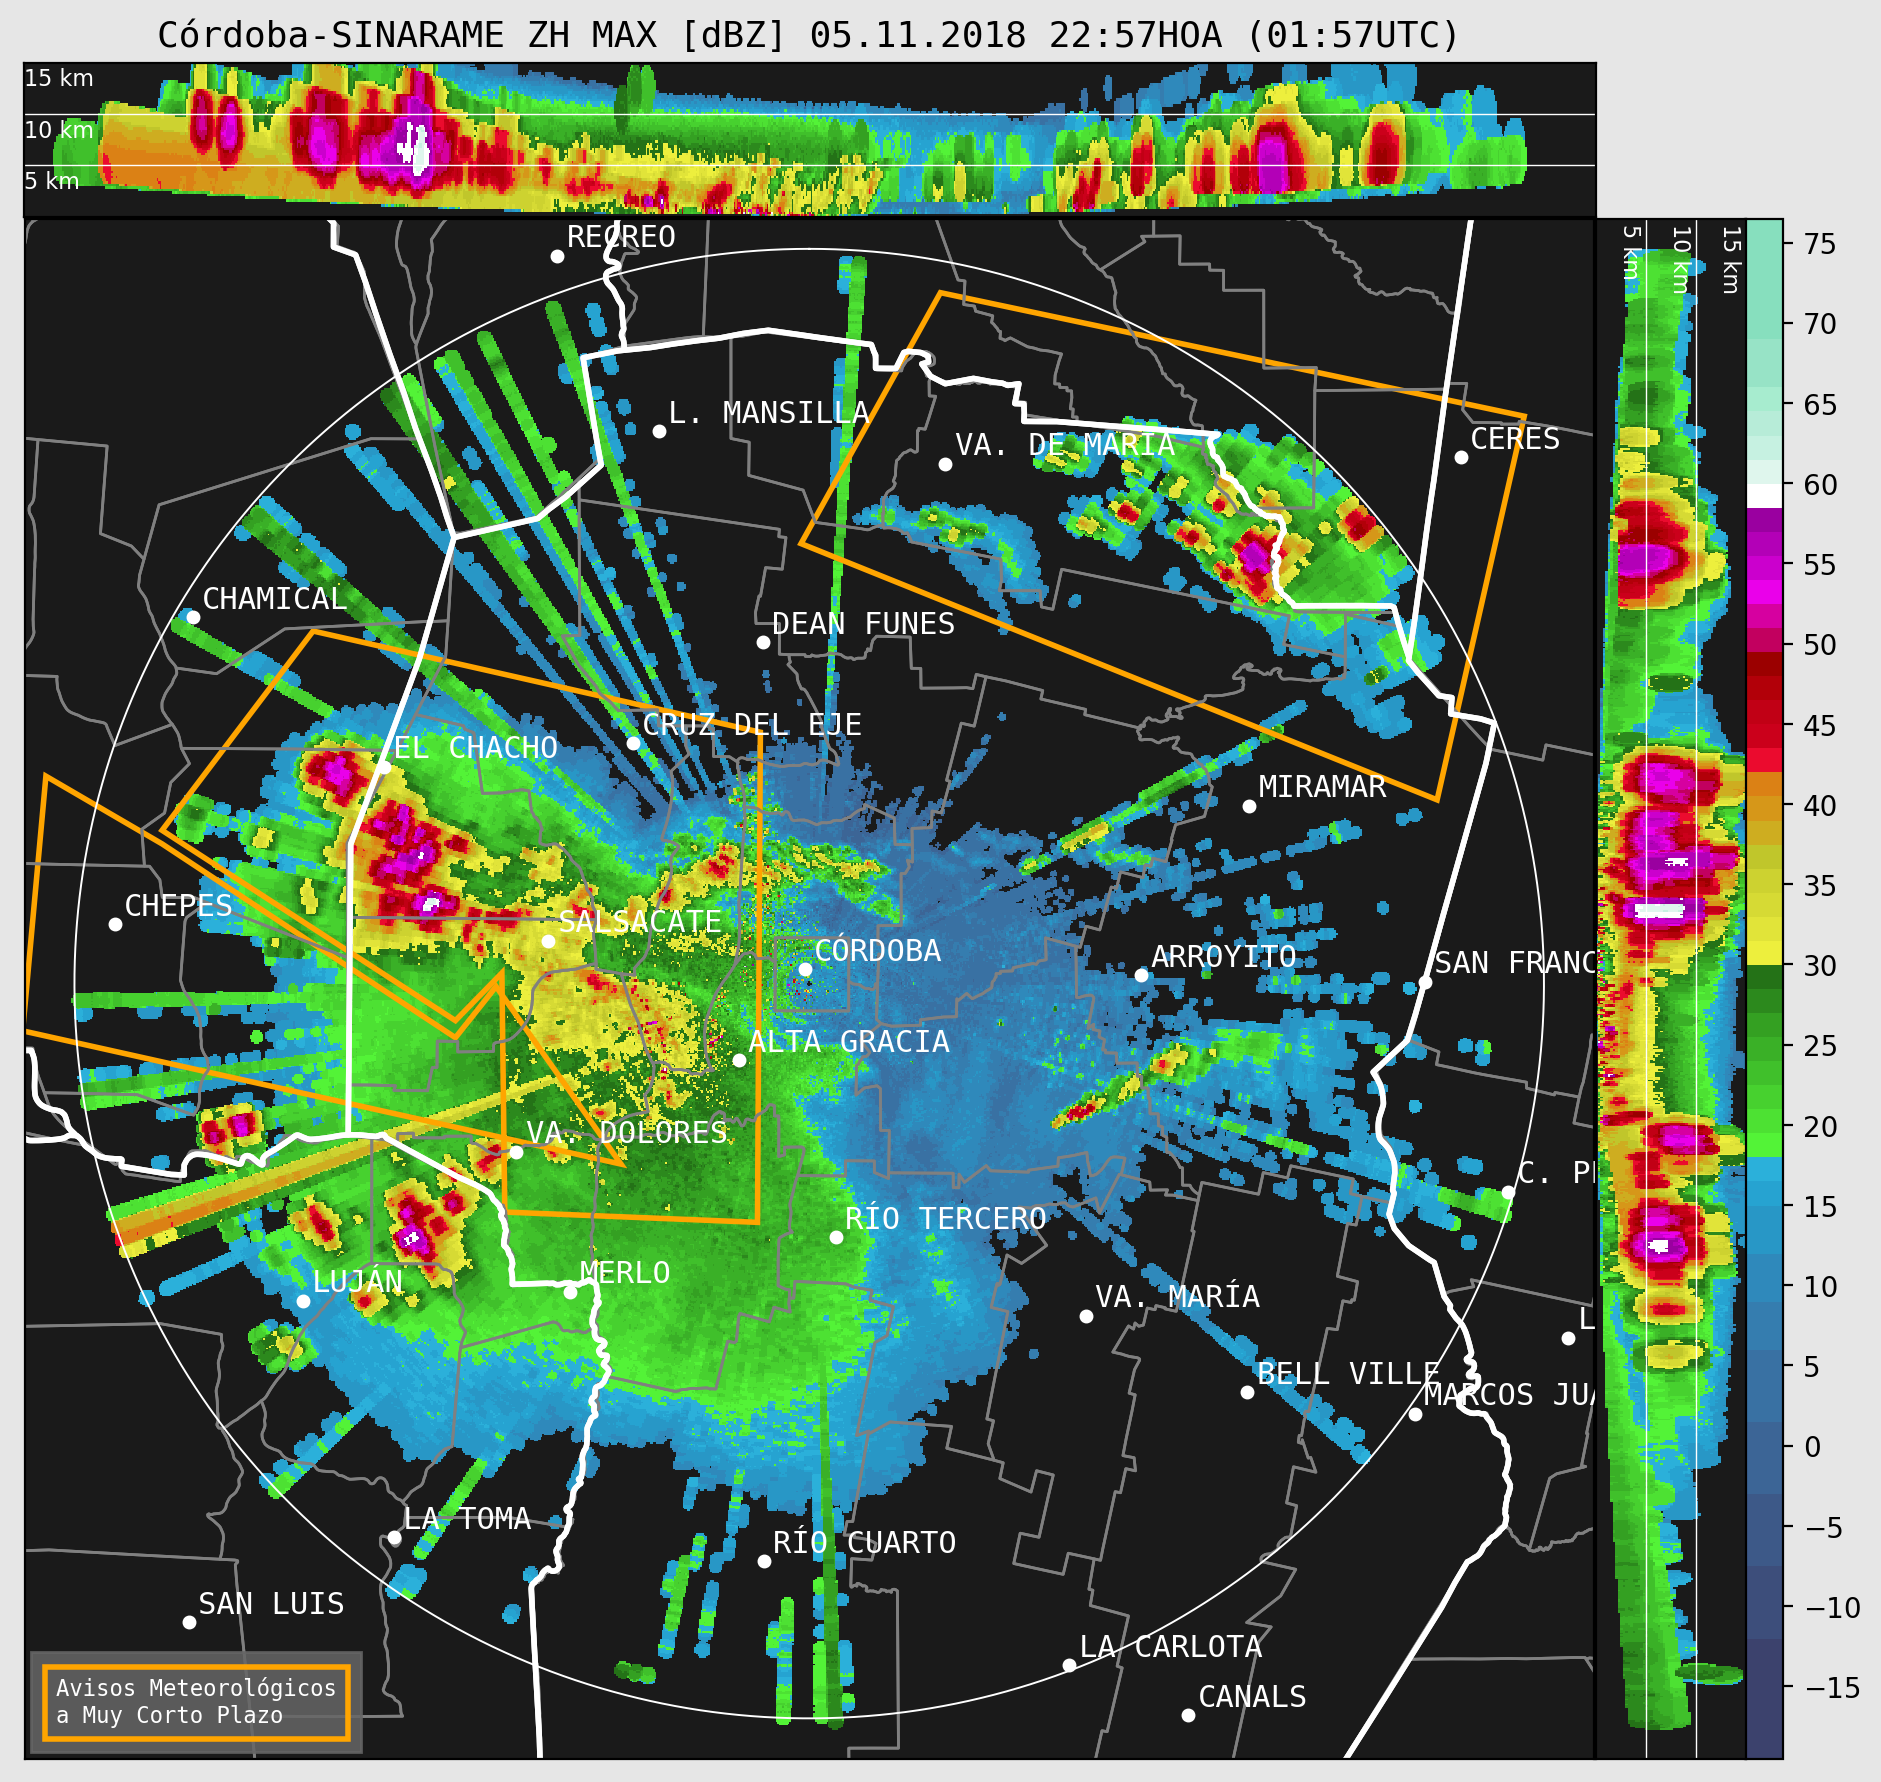 Córdoba-SINARAME ZH MAX [dBZ] 05.11.2018 22:57HOA (01:57UTC)
15 km
10 km
5 km
5 km
10 km
15 km
RECREO
L. MANSILLA
VA. DE MARÍA
CERES
CHAMICAL
DEAN FUNES
CRUZ DEL EJE
EL CHACHO
MIRAMAR
CHEPES
SALSACATE
CÓRDOBA
ARROYITO
SAN FRANC
ALTA GRACIA
VA. DOLORES
C. PE
RÍO TERCERO
MERLO
LUJÁN
VA. MARÍA
L
BELL VILLE
MARCOS JUA
LA TOMA
RÍO CUARTO
SAN LUIS
LA CARLOTA
CANALS
Avisos Meteorológicos
a Muy Corto Plazo
75
70
65
60
55
50
45
40
35
30
25
20
15
10
5
0
−5
−10
−15